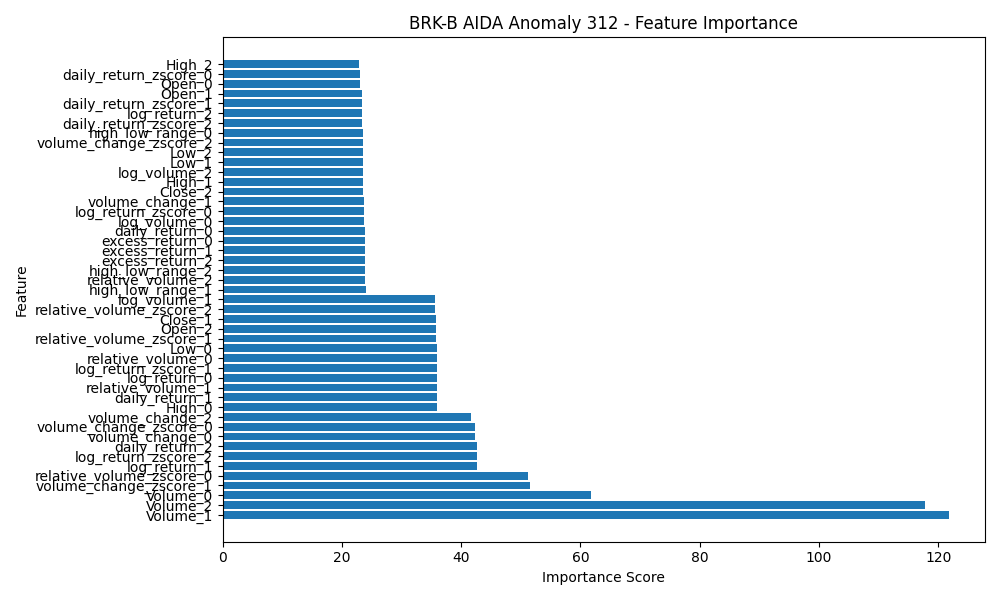 BRK-B AIDA Anomaly 312 - Feature Importance
High_2
daily_return_zscore_0
Open_0
Open_1
daily_return_zscore_1
log_return_2
daily_return_zscore_2
high_low_range_0
volume_change_zscore_2
Low_2
Low_1
log_volume_2
High_1
Close_2
volume_change_1
log_return_zscore_0
log_volume_0
daily_return_0
excess_return_0
excess_return_1
excess_return_2
high_low_range_2
relative_volume_2
high_low_range_1
log_volume_1
relative_volume_zscore_2
Close_1
Open_2
relative_volume_zscore_1
Low_0
relative_volume_0
log_return_zscore_1
log_return_0
relative_volume_1
daily_return_1
High_0
volume_change_2
volume_change_zscore_0
volume_change_0
daily_return_2
log_return_zscore_2
log_return_1
relative_volume_zscore_0
volume_change_zscore_1
Volume_0
Volume_2
Volume_1
Feature
0 20 40 60 80 100 120
Importance Score